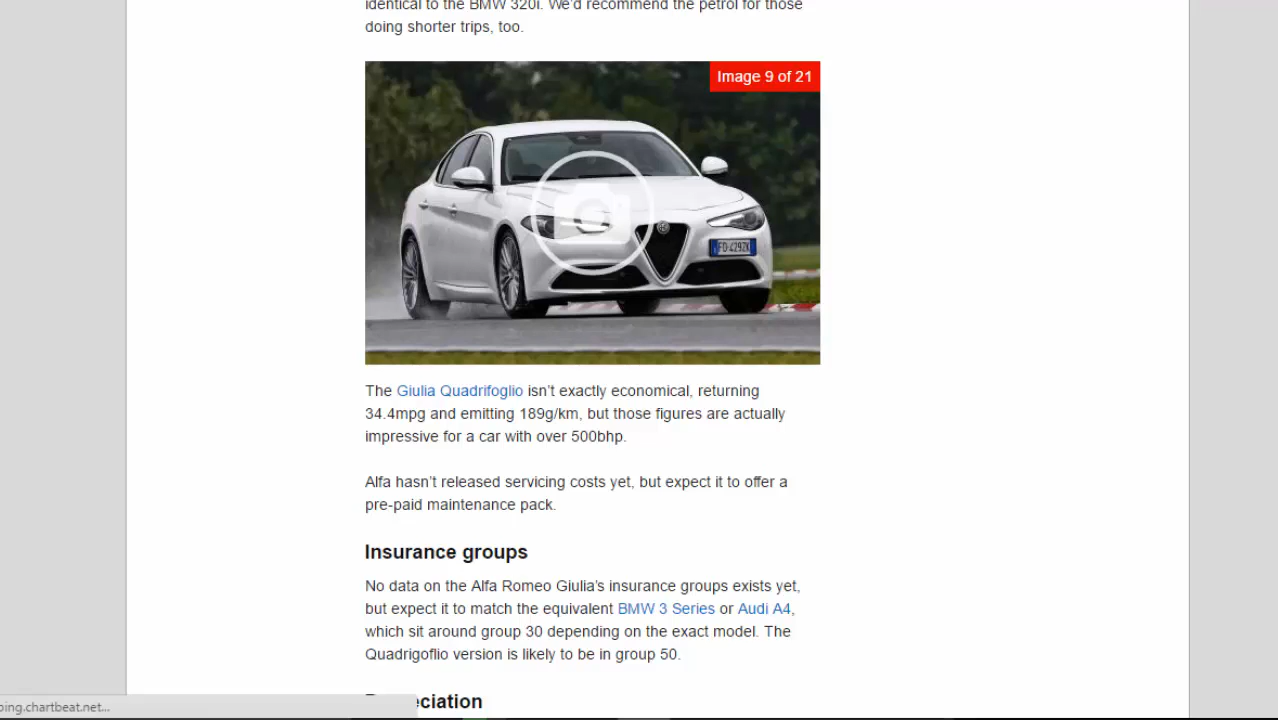 identical to the BMW 320i. We'd recommend the petrol for those
doing shorter trips, too.
Image 9 of 21
The Giulia Quadrifoglio isn't exactly economical, returning
34.4mpg and emitting 189g/km, but those figures are actually
impressive for a car with over 500bhp.
Alfa hasn't released servicing costs yet, but expect it to offer a
pre-paid maintenance pack.
Insurance groups
No data on the Alfa Romeo Giulia's insurance groups exists yet,
but expect it to match the equivalent BMW 3 Series or Audi A4,
which sit around group 30 depending on the exact model. The
Quadrigoflio version is likely to be in group 50.
ping.chartbeat.net...